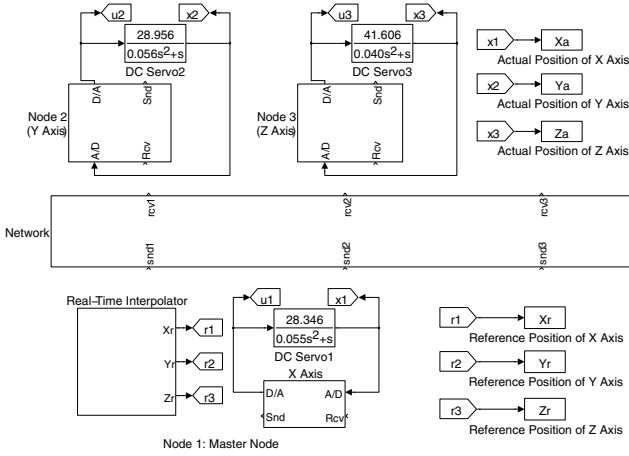 u2
x2
28.956
0.056s²+s
DC Servo2
D/A
Snd
Node 2
(Y Axis)
A/D
Rcv
u3
x3
41.606
0.040s²+s
DC Servo3
D/A
Snd
Node 3
(Z Axis)
A/D
Rcv
x1
Xa
Actual Position of X Axis
x2
Ya
Actual Position of Y Axis
x3
Za
Actual Position of Z Axis
rcv1
rcv2
rcv3
Network
snd1
snd2
snd3
Real–Time Interpolator
Xr
r1
Yr
r2
Zr
r3
u1
x1
28.346
0.055s²+s
DC Servo1
X Axis
D/A
A/D
Snd
Rcv
Node 1: Master Node
r1
Xr
Reference Position of X Axis
r2
Yr
Reference Position of Y Axis
r3
Zr
Reference Position of Z Axis